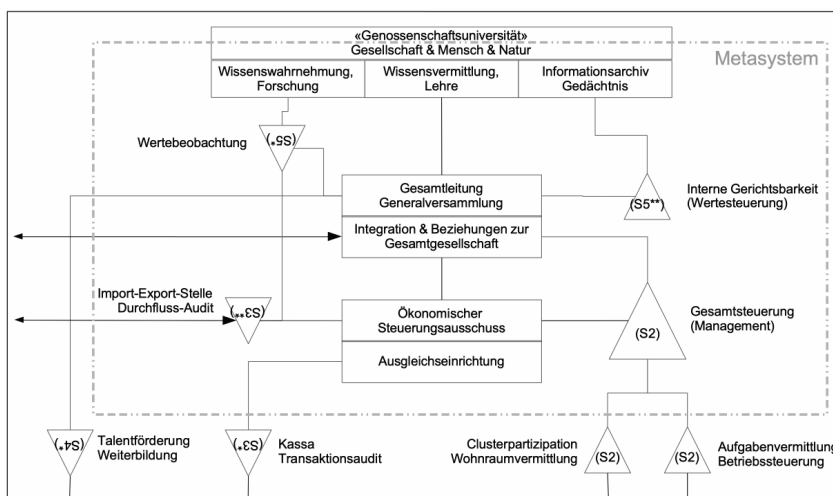 «Genossenschaftsuniversität»
Gesellschaft & Mensch & Natur
Metasystem
Wissenswahrnehmung,
Forschung
Wissensvermittlung,
Lehre
Informationsarchiv
Gedächtnis
Wertebeobachtung
(S5*)
Gesamtleitung
Generalversammlung
(S5**)
Interne Gerichtsbarkeit
(Wertesteuerung)
Integration & Beziehungen zur
Gesamtgesellschaft
Import-Export-Stelle
Durchfluss-Audit
(S3**)
Ökonomischer
Steuerungsausschuss
(S2)
Gesamtsteuerung
(Management)
Ausgleichseinrichtung
(S4*)
Talentförderung
Weiterbildung
(S3*)
Kassa
Transaktionsaudit
Clusterpartizipation
Wohnraumvermittlung
(S2)
(S2)
Aufgabenvermittlung
Betriebssteuerung